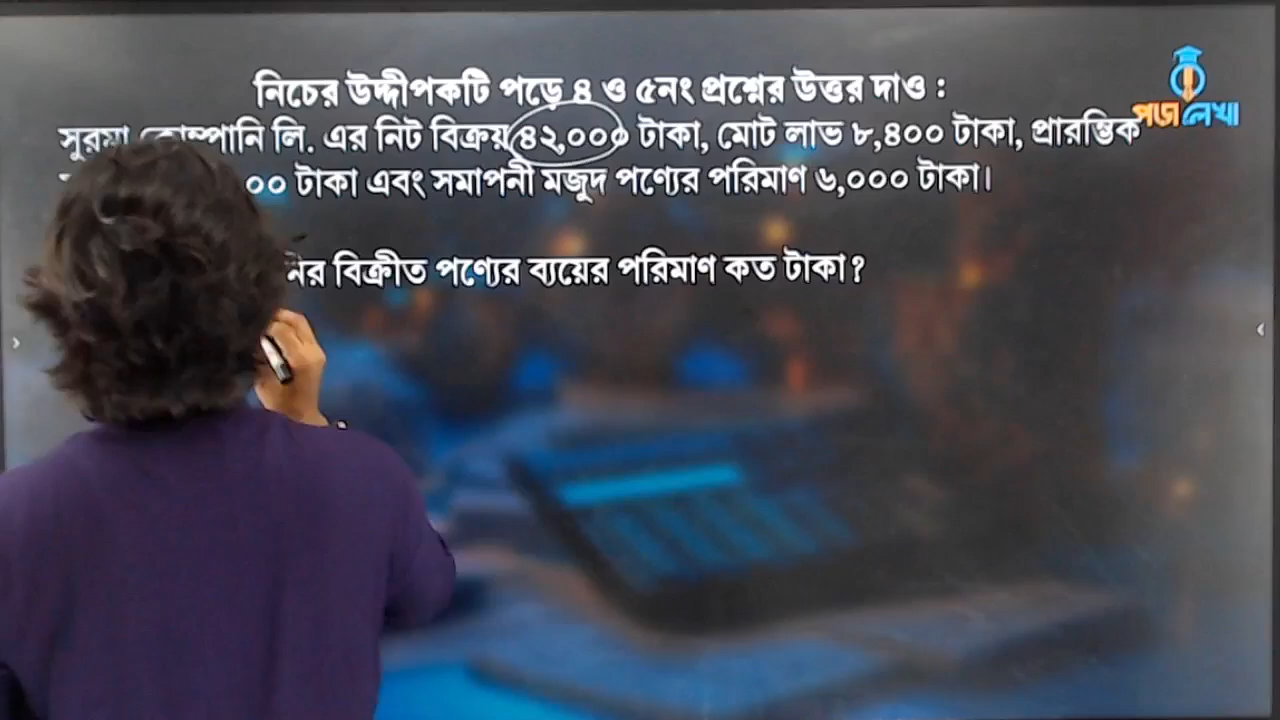 নিচের উদ্দীপকটি পড়ে ৪ ও ৫নং প্রশ্নের উত্তর দাও :
সুরমা কোম্পানি লি. এর নিট বিক্রয় ৪২,০০০ টাকা, মোট লাভ ৮,৪০০ টাকা, প্রারম্ভিক
০০ টাকা এবং সমাপনী মজুদ পণ্যের পরিমাণ ৬,০০০ টাকা।
নির বিক্রীত পণ্যের ব্যয়ের পরিমাণ কত টাকা?
পড়া লেখা